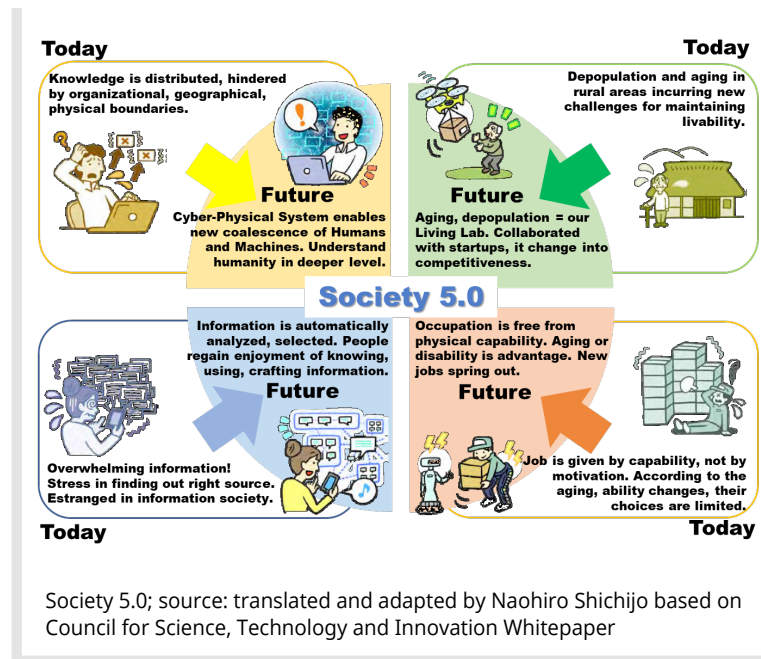 Today
Knowledge is distributed, hindered
by organizational, geographical,
physical boundaries.
Future
Cyber-Physical System enables
new coalescence of Humans
and Machines. Understand
humanity in deeper level.
Today
Depopulation and aging in
rural areas incurring new
challenges for maintaining
livability.
Future
Aging, depopulation = our
Living Lab. Collaborated
with startups, it change into
competitiveness.
Society 5.0
Information is automatically
analyzed, selected. People
regain enjoyment of knowing,
using, crafting information.
Future
Overwhelming information!
Stress in finding out right source.
Estranged in information society.
Today
Occupation is free from
physical capability. Aging or
disability is advantage. New
jobs spring out.
Future
Job is given by capability, not by
motivation. According to the
aging, ability changes, their
choices are limited.
Today
Society 5.0; source: translated and adapted by Naohiro Shichijo based on
Council for Science, Technology and Innovation Whitepaper